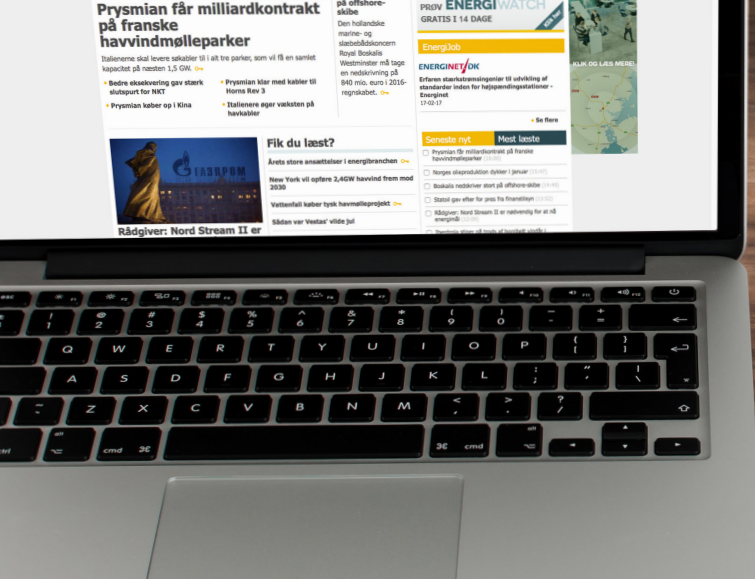 Prysmian får milliardkontrakt
på franske
havvindmølleparker
Italienerne skal levere søkabler til i alt tre parker, som vil få en samlet
kapacitet på næsten 1,5 GW.
Bedre eksekvering gav stærk
slutspurt for NKT
Prysmian klar med kabler til
Horns Rev 3
Prysmian køber op i Kina
Italienere øger væksten på
havkabler
på offshore-
skibe
Den hollandske
marine- og
slæbebådskoncern
Royal Boskalis
Westminster må tage
en nedskrivning på
840 mio. euro i 2016-
regnskabet.
PRØV ENERGIWATCH
GRATIS I 14 DAGE
KLIK OG LÆS MERE!
EnergiJob
ENERGINET/DK
Erfaren stærkstrømsingeniør til udvikling af
standarder inden for højspændingsstationer -
Energinet
17-02-17
Se flere
GAZPROM
Rådgiver: Nord Stream II er
Fik du læst?
Årets store ansættelser i energibranchen
New York vil opføre 2,4GW havvind frem mod
2030
Vattenfall køber tysk havmølleprojekt
Sådan var Vestas' vilde jul
Seneste nyt Mest læste
Prysmian får milliardkontrakt på franske
havvindmølleparker
Norges olieproduktion dykker i januar
Boskalis nedskriver stort på offshore-skibe
Statoil gav efter for pres fra finanstilsyn
Rådgiver: Nord Stream II er nødvendig for at nå
energimål
esc F1 F2 F3 F4 F5 F6 F7 F8 F9 F10 F11 F12
! 1 @ 2 # 3 $ 4 % 5 ^ 6 & 7 * 8 ( 9 ) 0 - + =
Q W E R T Y U I O P { [ } ]
A S D F G H J K L : ; " ' | \
~ Z X C V B N M < , > . ? /
ctrl alt cmd ⌘ ⌘ cmd alt